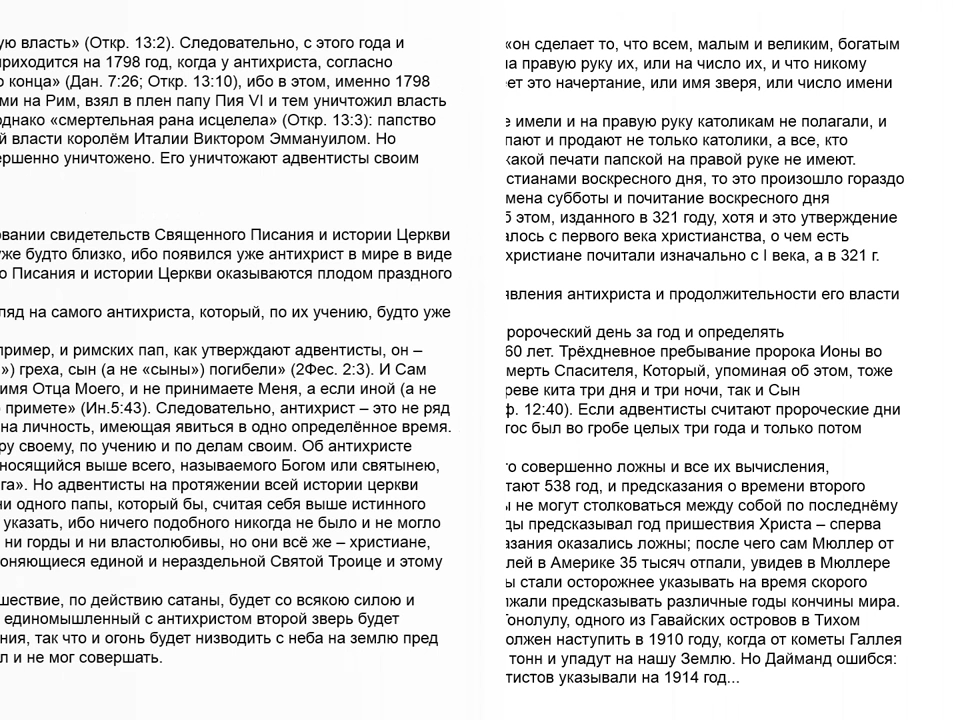 ую власть» (Откр. 13:2). Следовательно, с этого года и
приходится на 1798 год, когда у антихриста, согласно
о конца» (Дан. 7:26; Откр. 13:10), ибо в этом, именно 1798
ми на Рим, взял в плен папу Пия VI и тем уничтожил власть
однако «смертельная рана исцелела» (Откр. 13:3): папство
й власти королём Италии Виктором Эммануилом. Но
ершенно уничтожено. Его уничтожают адвентисты своим
овании свидетельств Священного Писания и истории Церкви
уже будто близко, ибо появился уже антихрист в мире в виде
о Писания и истории Церкви оказываются плодом праздного
ляд на самого антихриста, который, по их учению, будто уже
пример, и римских пап, как утверждают адвентисты, он –
») греха, сын (а не «сыны») погибели» (2Фес. 2:3). И Сам
имя Отца Моего, и не принимаете Меня, а если иной (а не
примете» (Ин.5:43). Следовательно, антихрист – это не ряд
на личность, имеющая явиться в одно определённое время.
ру своему, по учению и по делам своим. Об антихристе
носящийся выше всего, называемого Богом или святынею,
га». Но адвентисты на протяжении всей истории церкви
ни одного папы, который бы, считая себя выше истинного
указать, ибо ничего подобного никогда не было и не могло
ни горды и ни властолюбивы, но они всё же – христиане,
оняющиеся единой и нераздельной Святой Троице и этому
шествие, по действию сатаны, будет со всякою силою и
единомышленный с антихристом второй зверь будет
ния, так что и огонь будет низводить с неба на землю пред
л и не мог совершать.
«он сделает то, что всем, малым и великим, богатым
на правую руку их, или на число их, и что никому
ет это начертание, или имя зверя, или число имени
е имели и на правую руку католикам не полагали, и
пают и продают не только католики, а все, кто
какой печати папской на правой руке не имеют.
стианами воскресного дня, то это произошло гораздо
мена субботы и почитание воскресного дня
б этом, изданного в 321 году, хотя и это утверждение
алось с первого века христианства, о чем есть
христиане почитали изначально с I века, а в 321 г.
явления антихриста и продолжительности его власти
пророческий день за год и определять
60 лет. Трёхдневное пребывание пророка Ионы во
смерть Спасителя, Который, упоминая об этом, тоже
реве кита три дня и три ночи, так и Сын
ф. 12:40). Если адвентисты считают пророческие дни
тос был во гробе целых три года и только потом
то совершенно ложны и все их вычисления,
тают 538 год, и предсказания о времени второго
ы не могут столковаться между собой по последнему
ды предсказывал год пришествия Христа – сперва
азания оказались ложны; после чего сам Мюллер от
лей в Америке 35 тысяч отпали, увидев в Мюллере
ы стали осторожнее указывать на время скорого
лжали предсказывать различные годы кончины мира.
Гонолулу, одного из Гавайских островов в Тихом
олжен наступить в 1910 году, когда от кометы Галлея
тонн и упадут на нашу Землю. Но Дайманд ошибся:
тистов указывали на 1914 год...